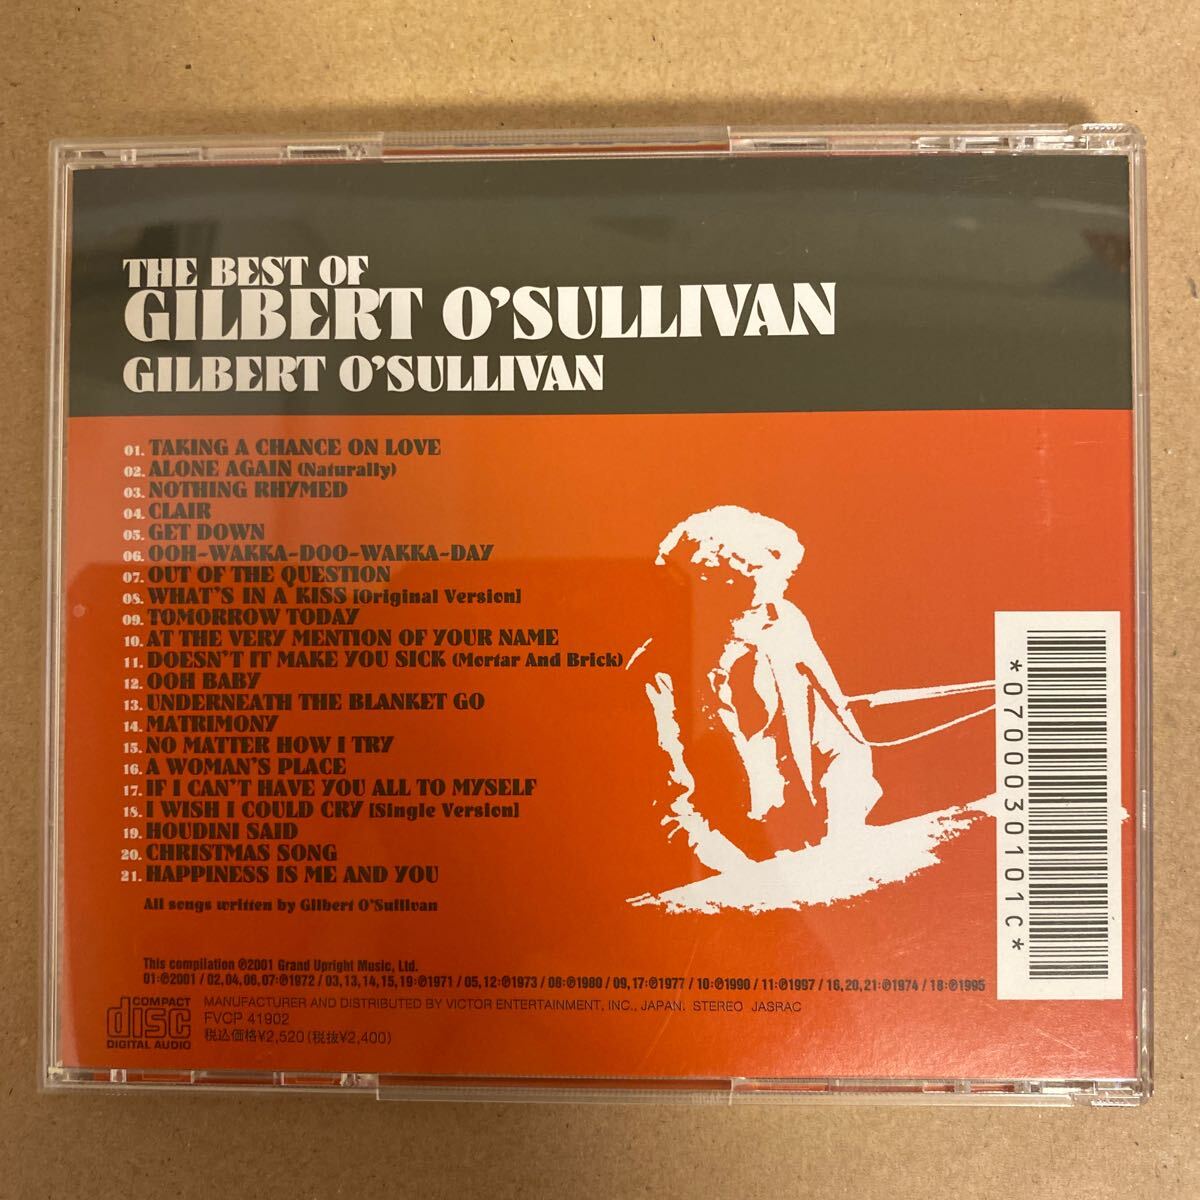 THE BEST OF
GILBERT O'SULLIVAN
GILBERT O'SULLIVAN
01. TAKING A CHANCE ON LOVE
02. ALONE AGAIN (Naturally)
03. NOTHING RHYMED
04. CLAIR
05. GET DOWN
06. OOH-WAKKA-DOO-WAKKA-DAY
07. OUT OF THE QUESTION
08. WHAT'S IN A KISS [Original Version]
09. TOMORROW TODAY
10. AT THE VERY MENTION OF YOUR NAME
11. DOESN'T IT MAKE YOU SICK (Mortar And Brick)
12. OOH BABY
13. UNDERNEATH THE BLANKET GO
14. MATRIMONY
15. NO MATTER HOW I TRY
16. A WOMAN'S PLACE
17. IF I CAN'T HAVE YOU ALL TO MYSELF
18. I WISH I COULD CRY [Single Version]
19. HOUDINI SAID
20. CHRISTMAS SONG
21. HAPPINESS IS ME AND YOU
All songs written by Gilbert O'Sullivan
This compilation ℗2001 Grand Upright Music, Ltd.
01:℗2001 / 02,04,06,07:℗1972 / 03,13,14,15,19:℗1971 / 05,12:℗1973 / 08:℗1980 / 09,17:℗1977 / 10:℗1990 / 11:℗1997 / 16,20,21:℗1974 / 18:℗1995
COMPACT
disc
DIGITAL AUDIO
MANUFACTURER AND DISTRIBUTED BY VICTOR ENTERTAINMENT, INC., JAPAN. STEREO JASRAC
FVCP 41902
税込価格¥2,520(税抜¥2,400)
*0700030101C*